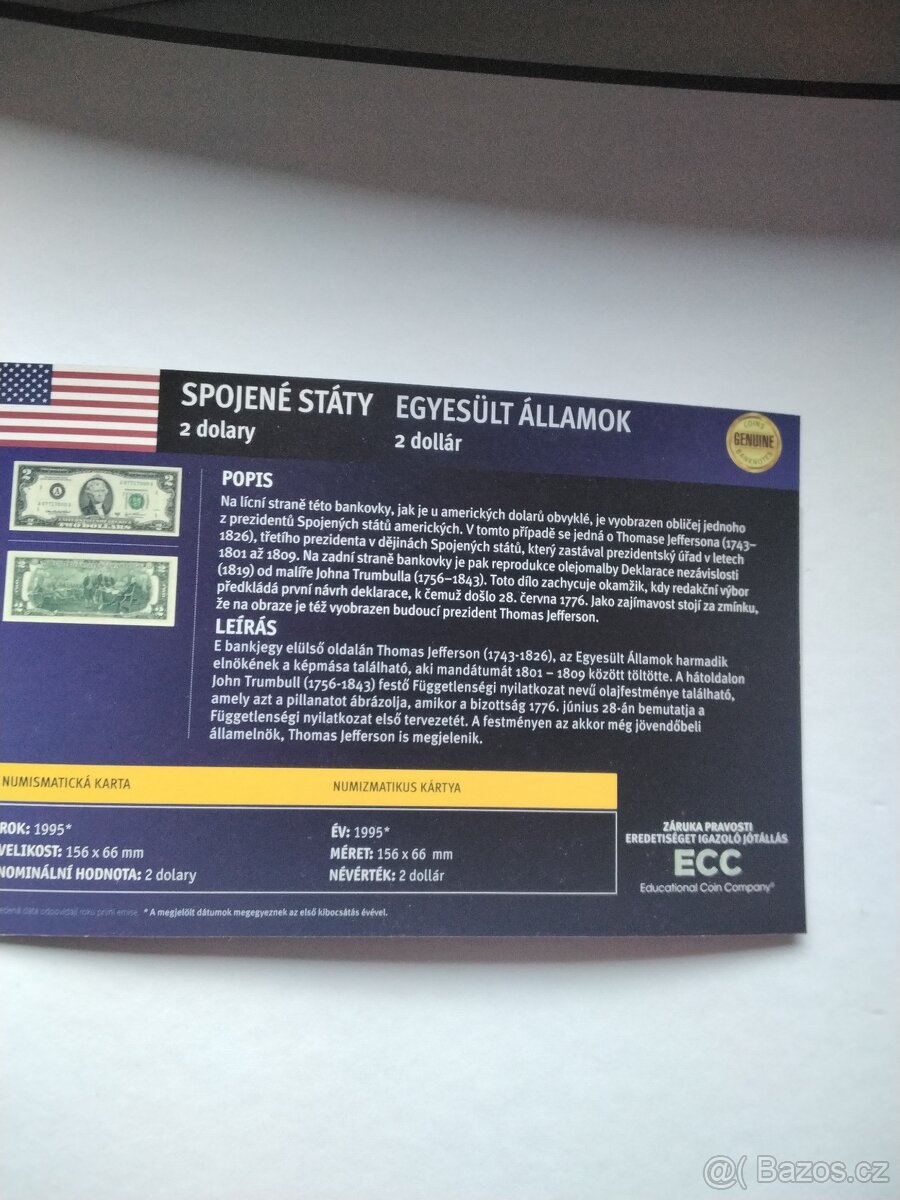 SPOJENÉ STÁTY
2 dolary
EGYESÜLT ÁLLAMOK
2 dollár
COINS
GENUINE
BANKNOTES
POPIS
Na lícní straně této bankovky, jak je u amerických dolarů obvyklé, je vyobrazen obličej jednoho
z prezidentů Spojených států amerických. V tomto případě se jedná o Thomase Jeffersona (1743–
1826), třetího prezidenta v dějinách Spojených států, který zastával prezidentský úřad v letech
1801 až 1809. Na zadní straně bankovky je pak reprodukce olejomalby Deklarace nezávislosti
(1819) od malíře Johna Trumbulla (1756–1843). Toto dílo zachycuje okamžik, kdy redakční výbor
předkládá první návrh deklarace, k čemuž došlo 28. června 1776. Jako zajímavost stojí za zmínku,
že na obraze je též vyobrazen budoucí prezident Thomas Jefferson.
LEÍRÁS
E bankjegy elülső oldalán Thomas Jefferson (1743-1826), az Egyesült Államok harmadik
elnökének a képmása található, aki mandátumát 1801 – 1809 között töltötte. A hátoldalon
John Trumbull (1756-1843) festő Függetlenségi nyilatkozat nevű olajfestménye található,
amely azt a pillanatot ábrázolja, amikor a bizottság 1776. június 28-án bemutatja a
Függetlenségi nyilatkozat első tervezetét. A festményen az akkor még jövendőbeli
államelnök, Thomas Jefferson is megjelenik.
NUMISMATICKÁ KARTA
NUMIZMATIKUS KÁRTYA
ROK: 1995*
VELIKOST: 156 x 66 mm
NOMINÁLNÍ HODNOTA: 2 dolary
ÉV: 1995*
MÉRET: 156 x 66 mm
NÉVÉRTÉK: 2 dollár
data odpovídají roku první emise. * A megjelölt dátumok megegyeznek az első kibocsátás évével.
ZÁRUKA PRAVOSTI
EREDETISÉGET IGAZOLÓ JÓTÁLLÁS
ECC
Educational Coin Company®
TWO DOLLARS
@( Bazos.cz